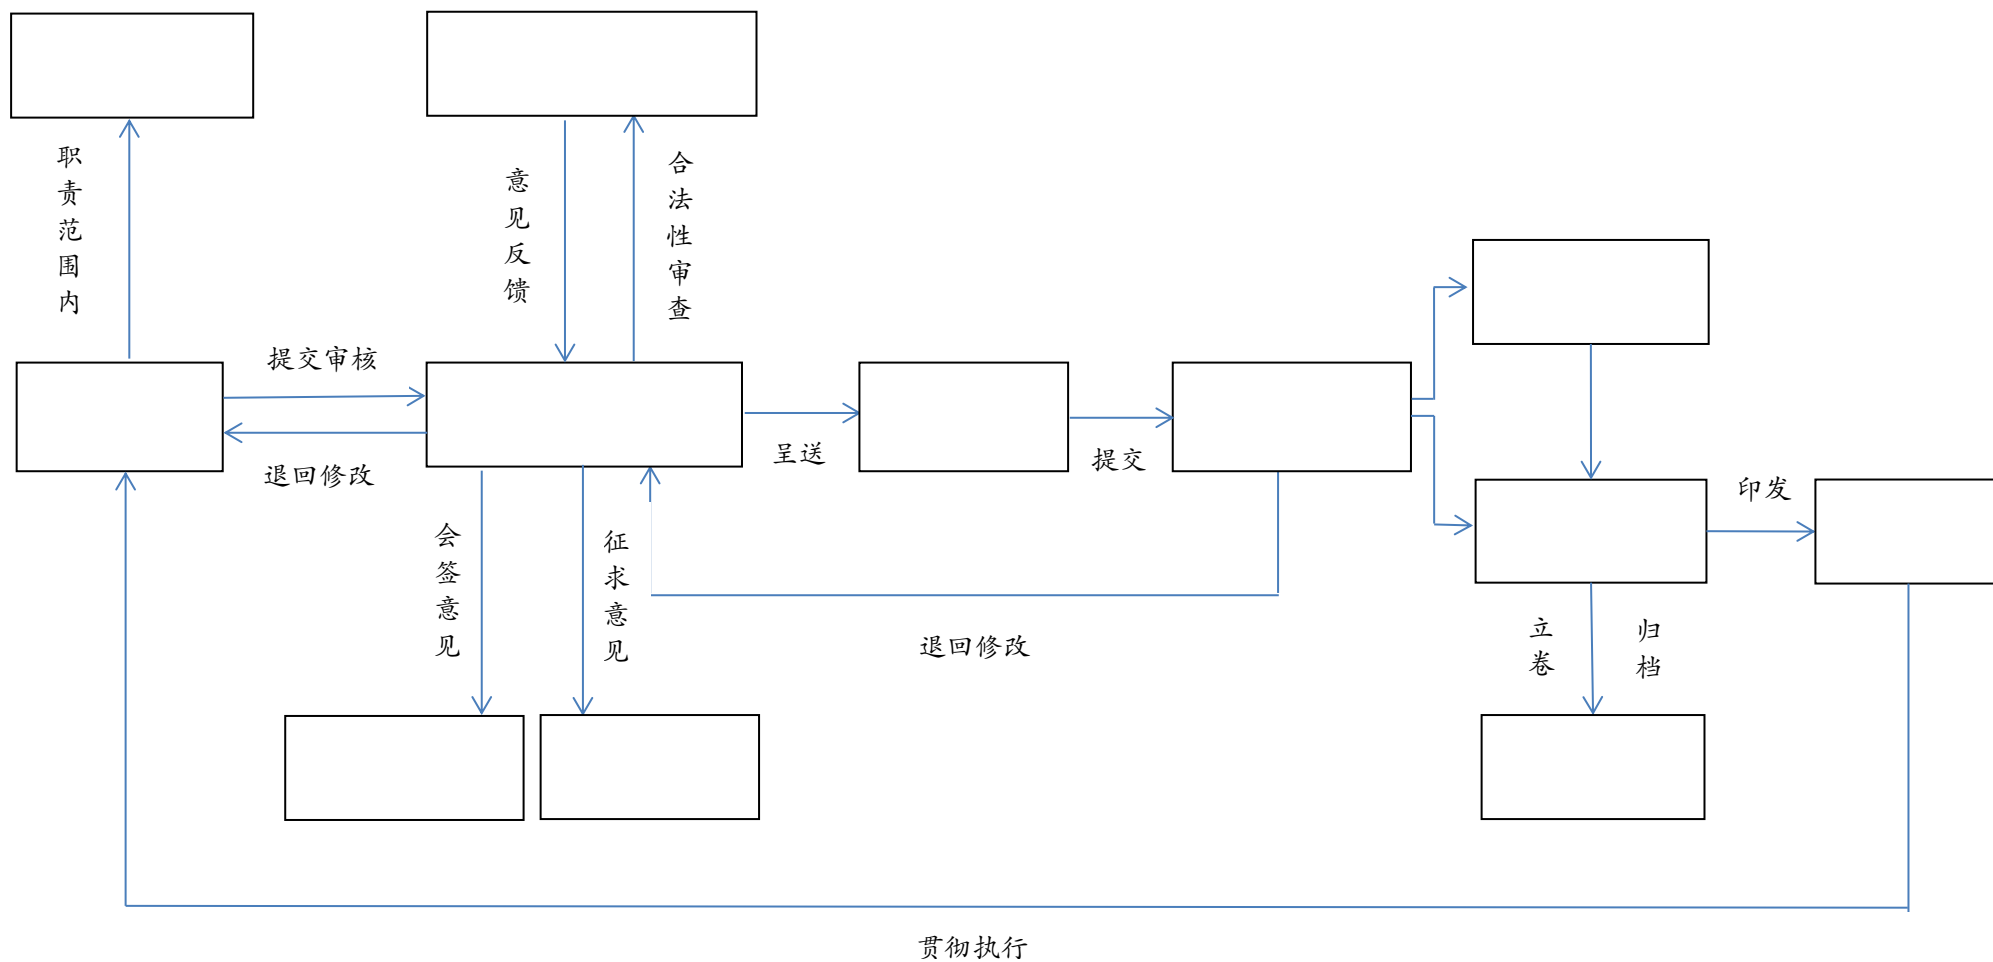 职责范围内
意见反馈
合法性审查
提交审核
退回修改
呈送
提交
印发
会签意见
征求意见
退回修改
立卷
归档
贯彻执行